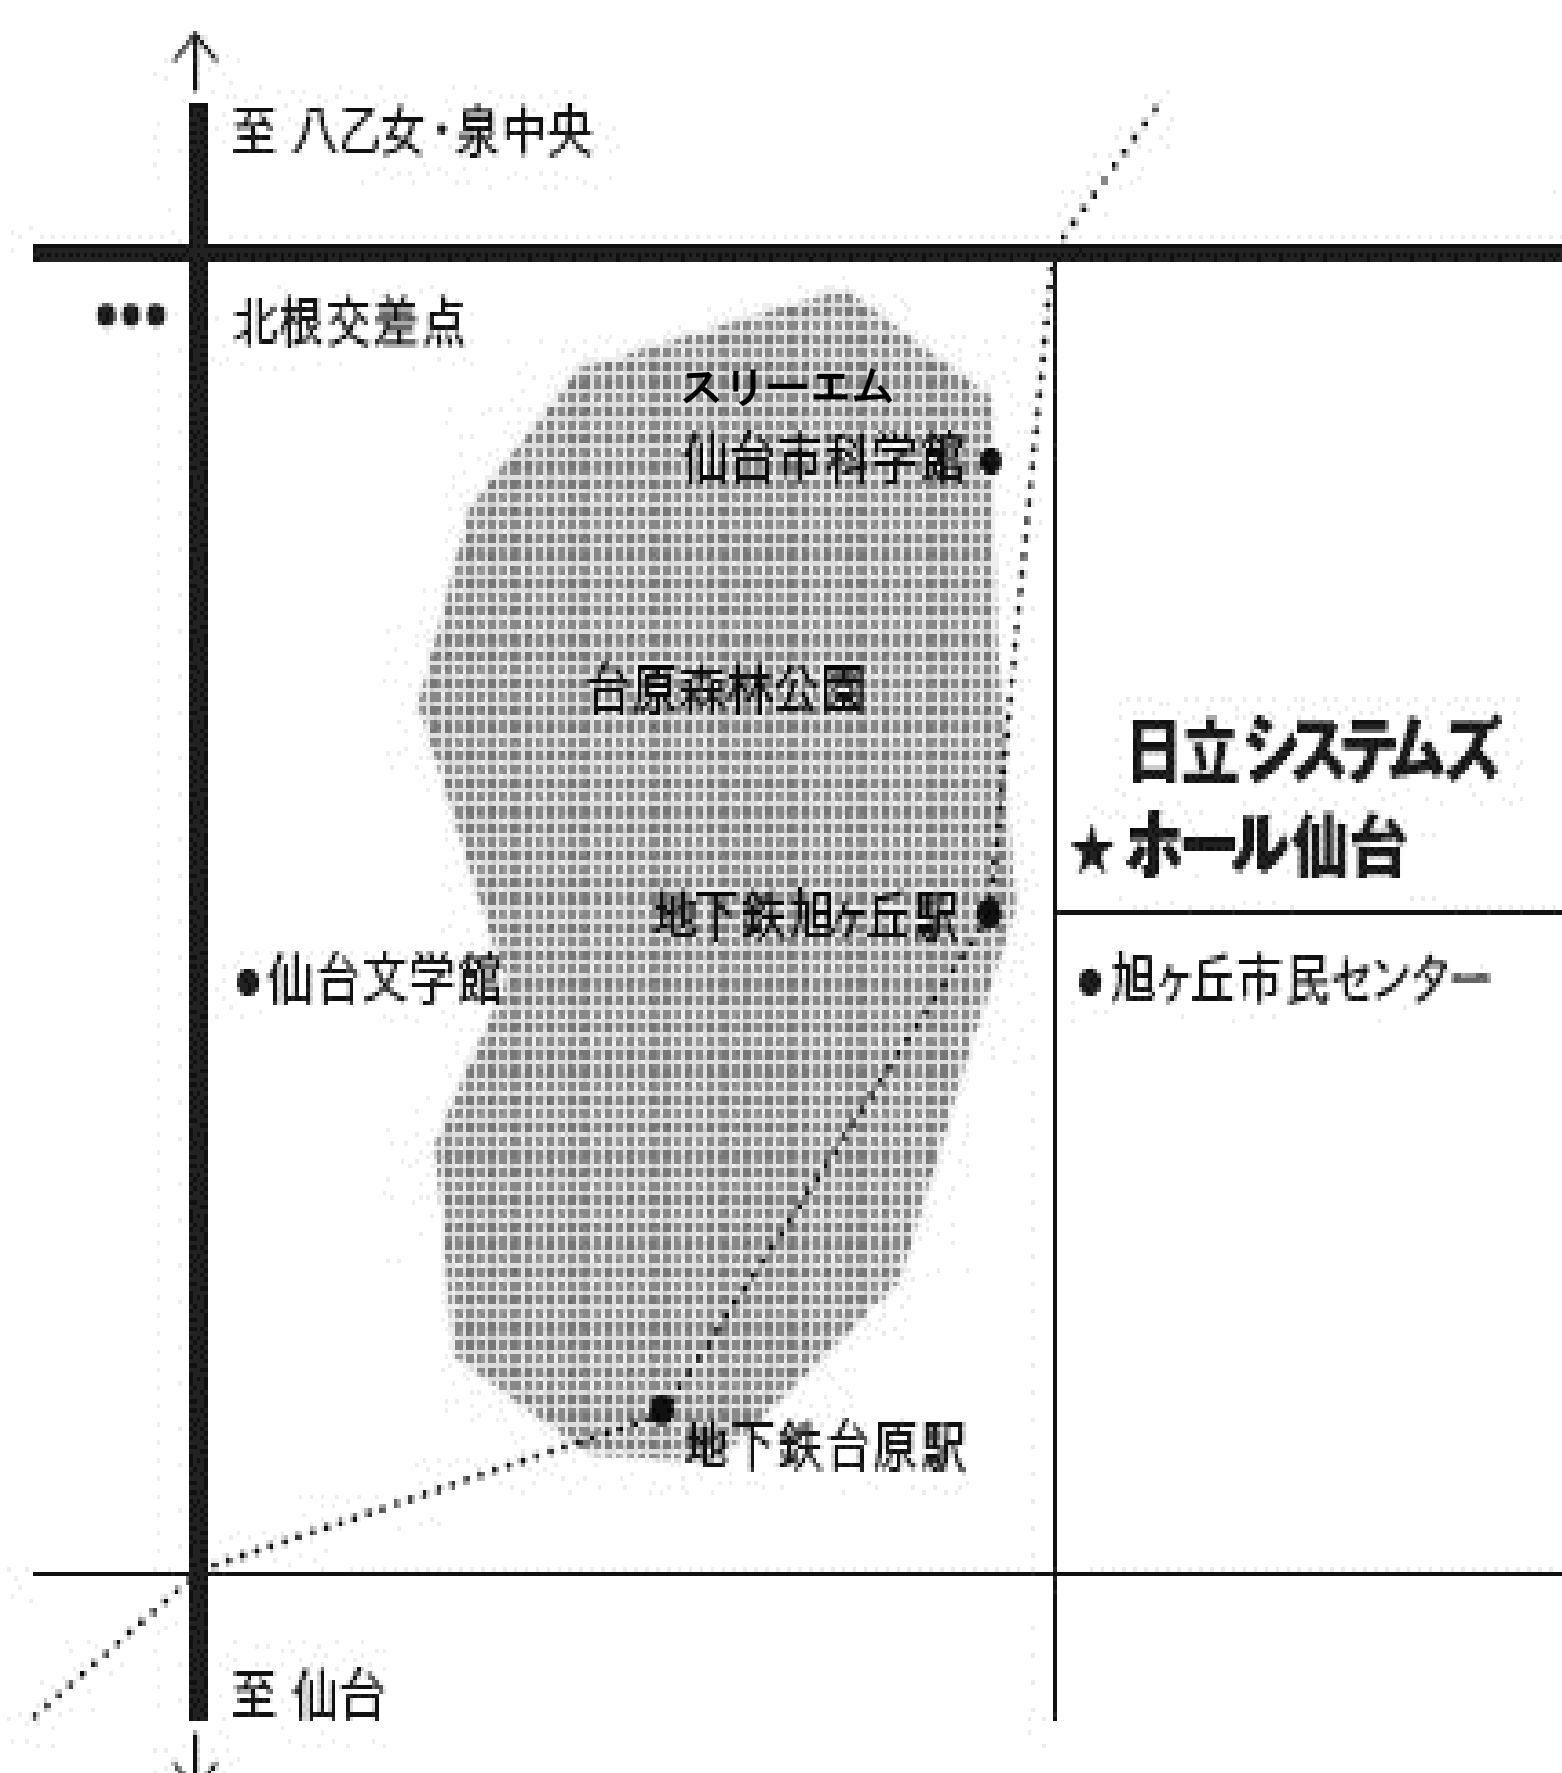 至 八乙女・泉中央
北根交差点
スリーエム
仙台市科学館
台原森林公園
日立システムズ
★ホール仙台
地下鉄旭ヶ丘駅
仙台文学館
旭ヶ丘市民センター
地下鉄台原駅
至 仙台